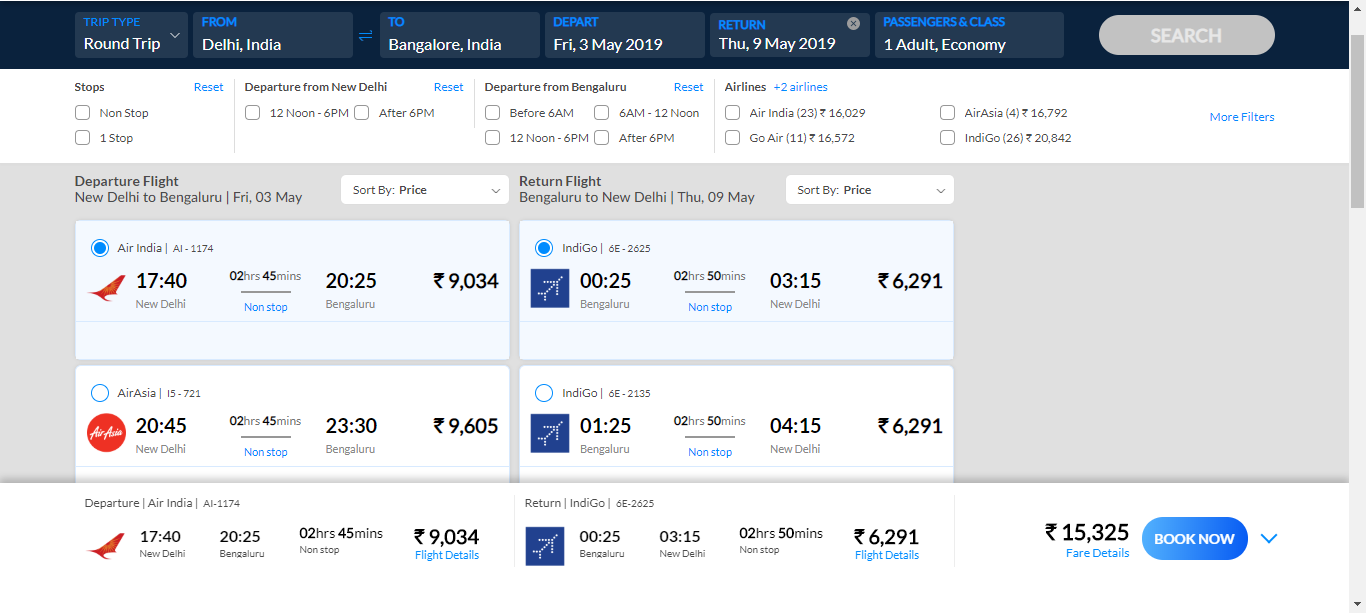 TRIP TYPE
Round Trip
FROM
Delhi, India
TO
Bangalore, India
DEPART
Fri, 3 May 2019
RETURN
Thu, 9 May 2019
PASSENGERS & CLASS
1 Adult, Economy
SEARCH
Stops Reset
Non Stop
1 Stop
Departure from New Delhi Reset
12 Noon - 6PM After 6PM
Departure from Bengaluru Reset
Before 6AM 6AM - 12 Noon
12 Noon - 6PM After 6PM
Airlines +2 airlines
Air India (23) ₹ 16,029 AirAsia (4) ₹ 16,792
Go Air (11) ₹ 16,572 IndiGo (26) ₹ 20,842
More Filters
Departure Flight
New Delhi to Bengaluru | Fri, 03 May
Sort By: Price
Return Flight
Bengaluru to New Delhi | Thu, 09 May
Sort By: Price
Air India | AI - 1174
17:40 02hrs 45mins 20:25 ₹ 9,034
New Delhi Non stop Bengaluru
IndiGo | 6E - 2625
00:25 02hrs 50mins 03:15 ₹ 6,291
Bengaluru Non stop New Delhi
AirAsia | I5 - 721
AirAsia
20:45 02hrs 45mins 23:30 ₹ 9,605
New Delhi Non stop Bengaluru
IndiGo | 6E - 2135
01:25 02hrs 50mins 04:15 ₹ 6,291
Bengaluru Non stop New Delhi
Departure | Air India | AI-1174
17:40 20:25 02hrs 45mins ₹ 9,034
New Delhi Bengaluru Non stop Flight Details
Return | IndiGo | 6E-2625
00:25 03:15 02hrs 50mins ₹ 6,291
Bengaluru New Delhi Non stop Flight Details
₹ 15,325
Fare Details
BOOK NOW